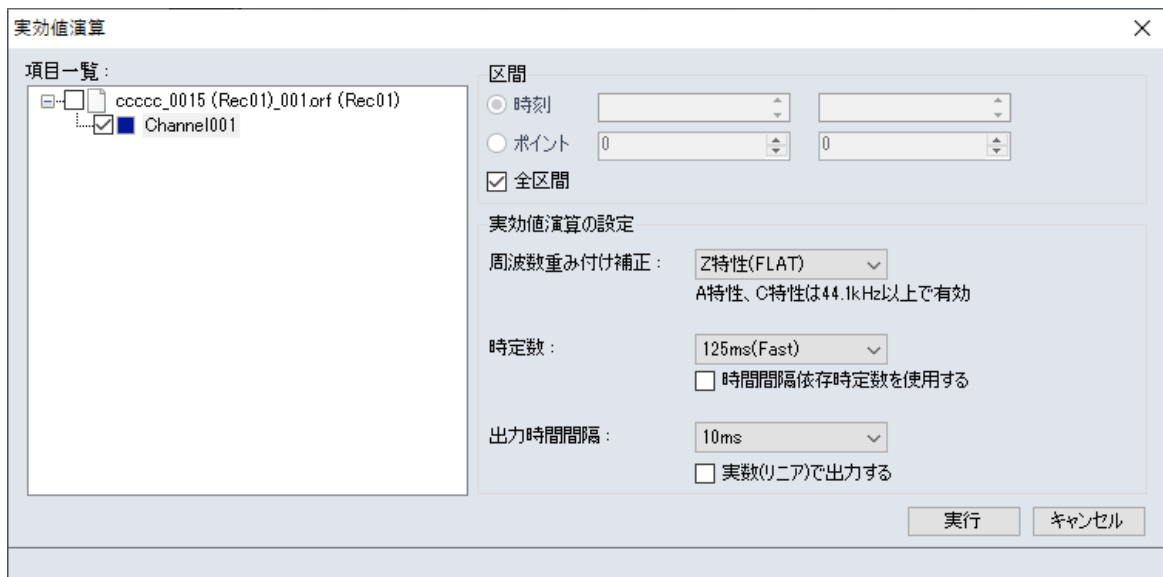 実効値演算
項目一覧：
ccccc_0015 (Rec01)_001.orf (Rec01)
Channel001
区間
時刻
ポイント 0 0
全区間
実効値演算の設定
周波数重み付け補正： Z特性(FLAT)
A特性、C特性は44.1kHz以上で有効
時定数： 125ms(Fast)
時間間隔依存時定数を使用する
出力時間間隔： 10ms
実数(リニア)で出力する
実行 キャンセル